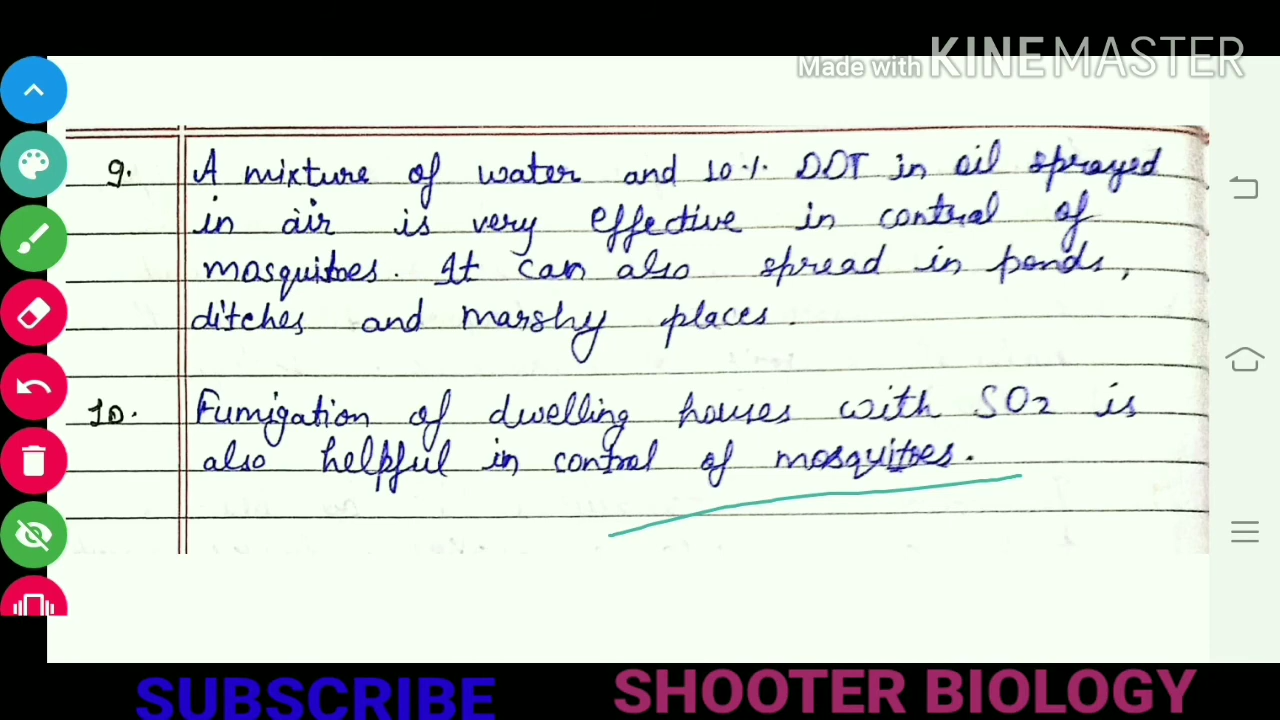 Made with KINEMASTER
9. A mixture of water and 10% DDT in oil sprayed
in air is very effective in control of
mosquitoes. It can also spread in ponds,
ditches and marshy places.
10. Fumigation of dwelling houses with SO2 is
also helpful in control of mosquitoes.
SUBSCRIBE SHOOTER BIOLOGY